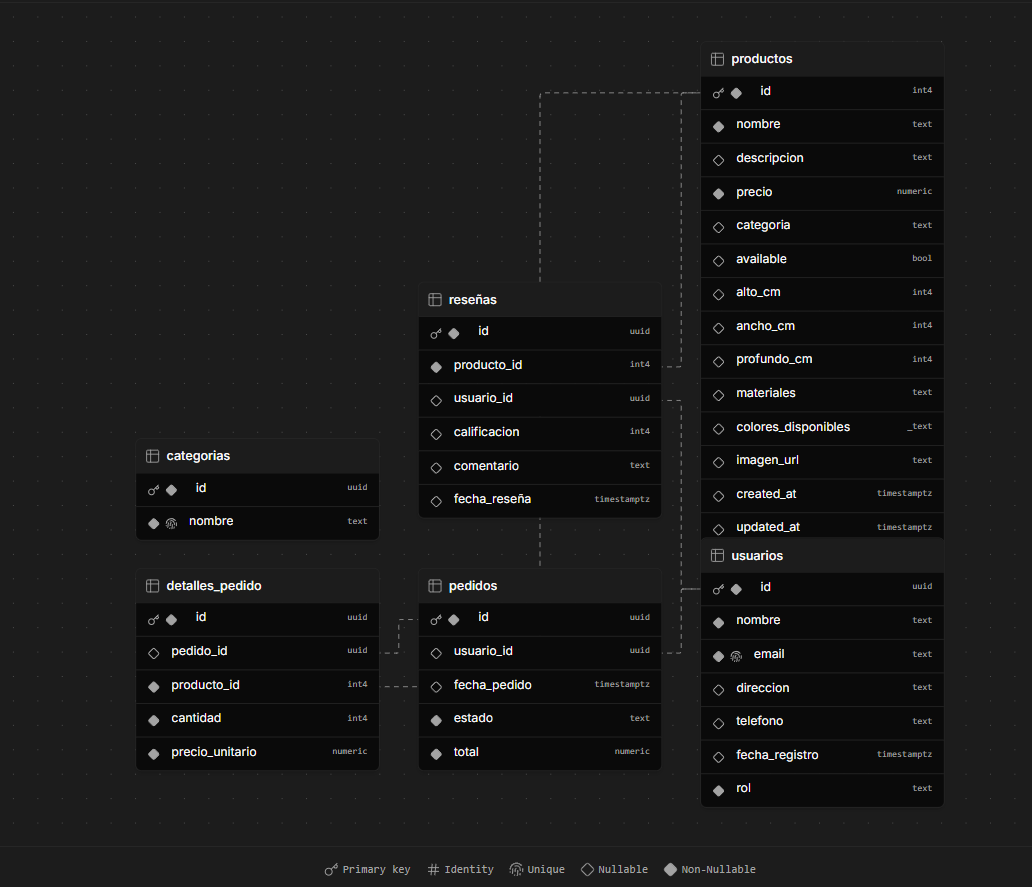 productos
id int4
nombre text
descripcion text
precio numeric
categoria text
available bool
alto_cm int4
ancho_cm int4
profundo_cm int4
materiales text
colores_disponibles _text
imagen_url text
created_at timestamptz
updated_at timestamptz
reseñas
id uuid
producto_id int4
usuario_id uuid
calificacion int4
comentario text
fecha_reseña timestamptz
categorias
id uuid
nombre text
detalles_pedido
id uuid
pedido_id uuid
producto_id int4
cantidad int4
precio_unitario numeric
pedidos
id uuid
usuario_id uuid
fecha_pedido timestamptz
estado text
total numeric
usuarios
id uuid
nombre text
email text
direccion text
telefono text
fecha_registro timestamptz
rol text
Primary key # Identity Unique Nullable Non-Nullable